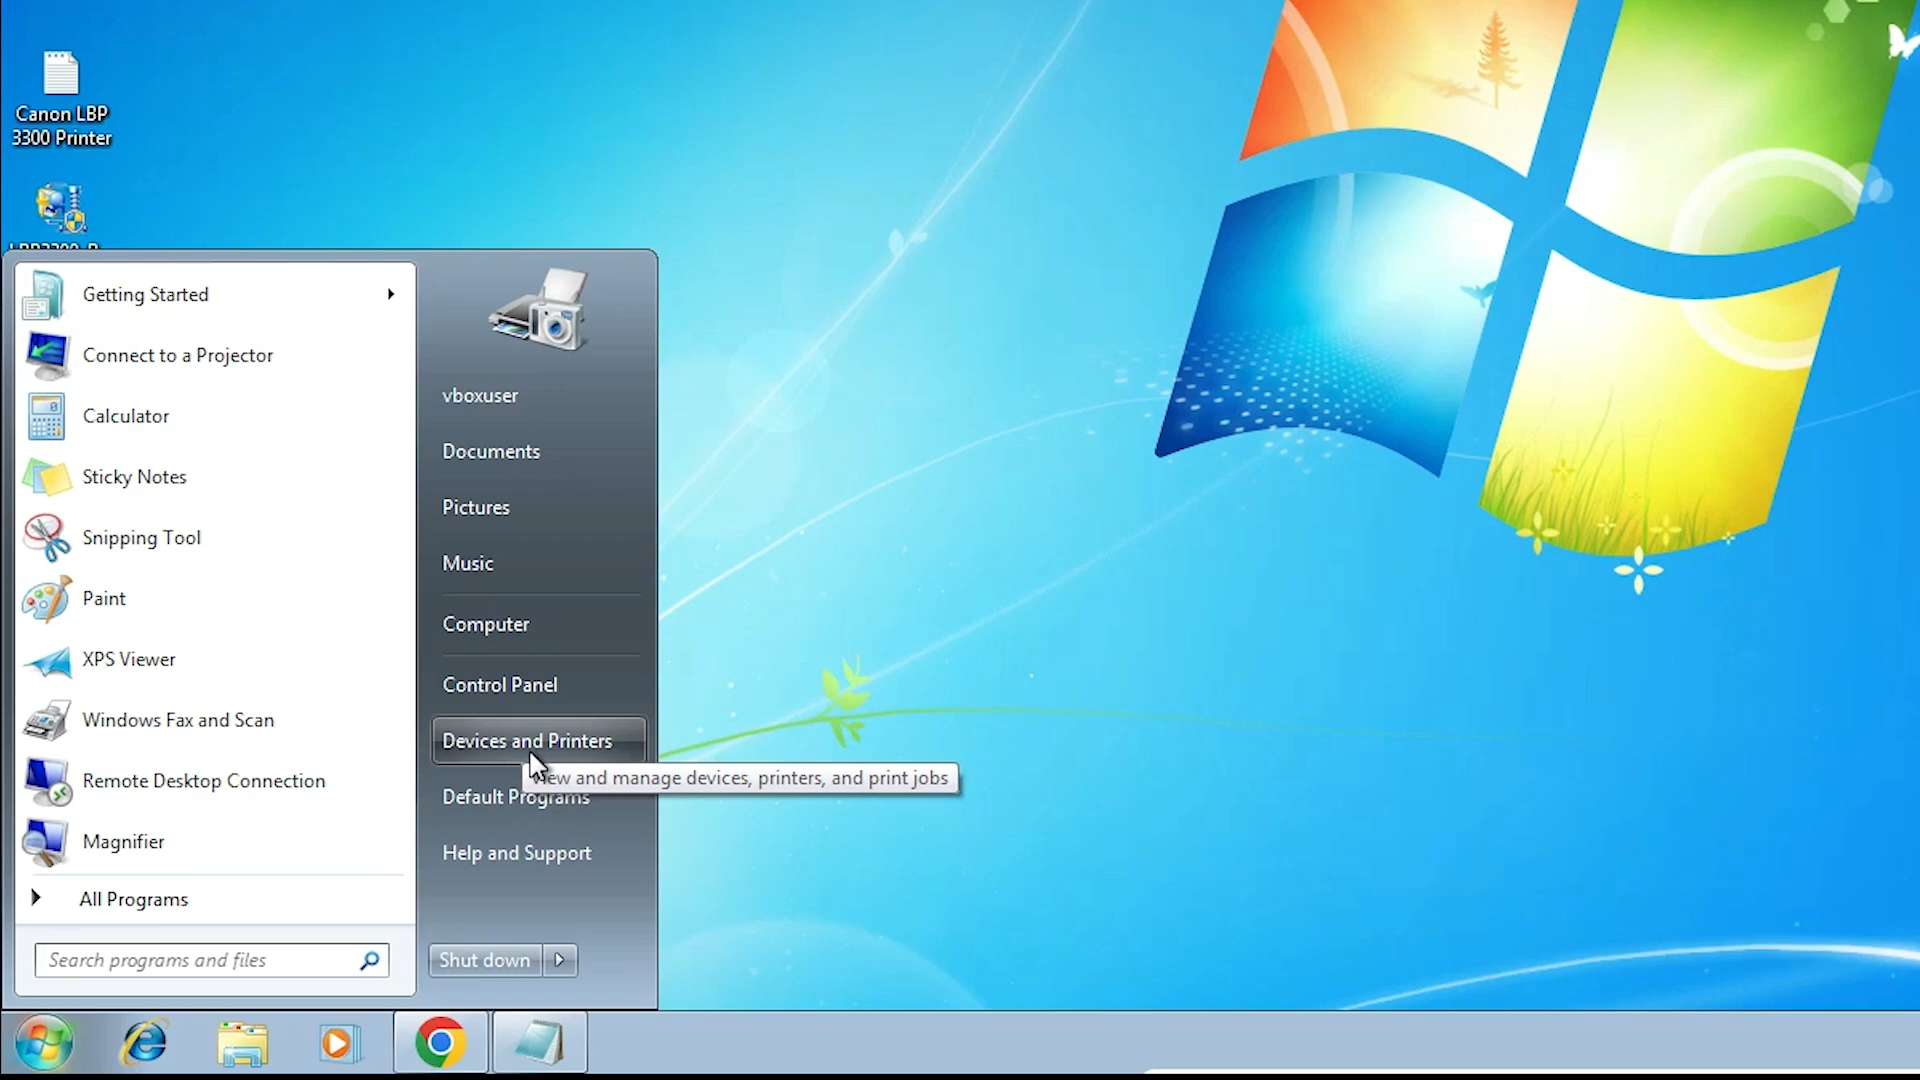 Canon LBP
3300 Printer
Getting Started
Connect to a Projector
Calculator
Sticky Notes
Snipping Tool
Paint
XPS Viewer
Windows Fax and Scan
Remote Desktop Connection
Magnifier
All Programs
Search programs and files
vboxuser
Documents
Pictures
Music
Computer
Control Panel
Devices and Printers
and manage devices, printers, and print jobs
Default Programs
Help and Support
Shut down